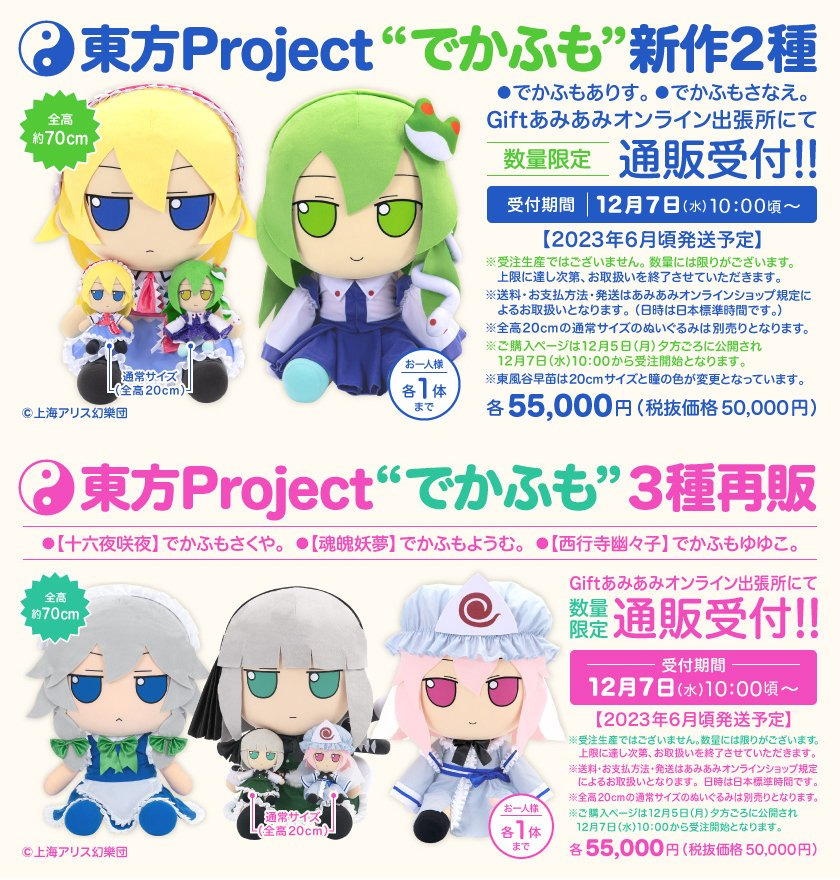 東方Project“でかふも”新作2種
全高
約70cm
●でかふもありす。 ●でかふもさなえ。
Giftあみあみオンライン出張所にて
数量限定 通販受付!!
受付期間 12月7日(水)10:00頃～
【2023年6月頃発送予定】
※受注生産ではございません。数量には限りがございます。
上限に達し次第、お取扱いを終了させていただきます。
※送料・お支払方法・発送はあみあみオンラインショップ規定に
よるお取扱いとなります。（日時は日本標準時間です。）
※全高20cmの通常サイズのぬいぐるみは別売りとなります。
※ご購入ページは12月5日(月)夕方ごろに公開され
12月7日(水)10:00から受注開始となります。
※東風谷早苗は20cmサイズと瞳の色が変更となっています。
通常サイズ
(全高20cm)
お一人様
各1体
まで
各55,000円（税抜価格50,000円）
©上海アリス幻樂団
東方Project“でかふも”3種再販
●【十六夜咲夜】でかふもさくや。 ●【魂魄妖夢】でかふもようむ。 ●【西行寺幽々子】でかふもゆゆこ。
全高
約70cm
Giftあみあみオンライン出張所にて
数量
限定 通販受付!!
受付期間
12月7日(水)10:00頃～
【2023年6月頃発送予定】
※受注生産ではございません。数量には限りがございます。
上限に達し次第、お取扱いを終了させていただきます。
※送料・お支払方法・発送はあみあみオンラインショップ規定
によるお取扱いとなります。 日時は日本標準時間です。
※全高20cmの通常サイズのぬいぐるみは別売りとなります。
※ご購入ページは12月5日(月)夕方ごろに公開され
12月7日(水)10:00から受注開始となります。
通常サイズ
(全高20cm)
お一人様
各1体
まで
各55,000円（税抜価格50,000円）
©上海アリス幻樂団